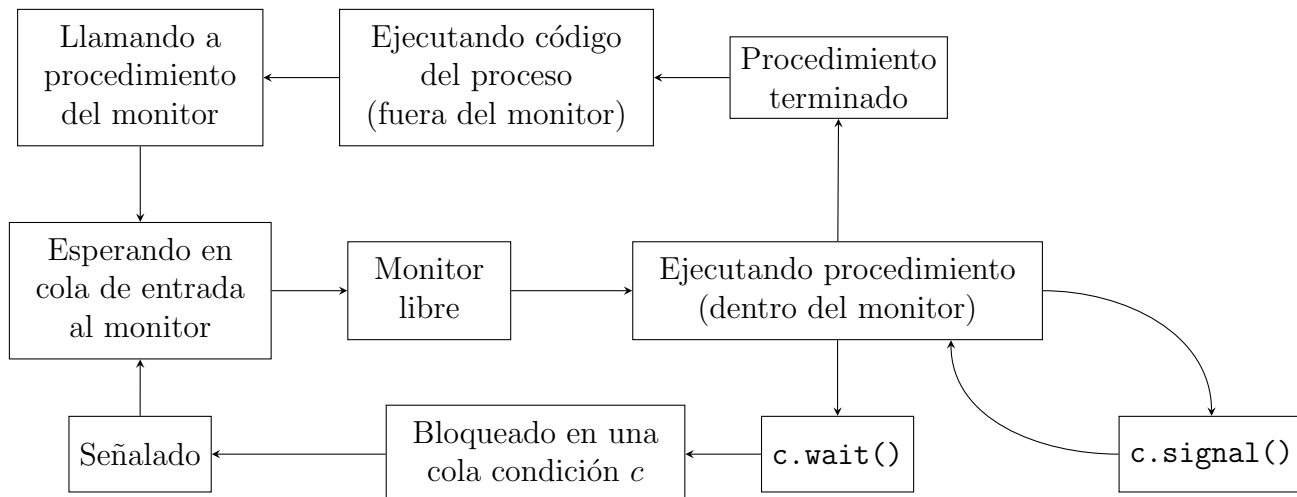 Llamando a
procedimiento
del monitor
Ejecutando código
del proceso
(fuera del monitor)
Procedimiento
terminado
Esperando en
cola de entrada
al monitor
Monitor
libre
Ejecutando procedimiento
(dentro del monitor)
Señalado
Bloqueado en una
cola condición c
c.wait()
c.signal()